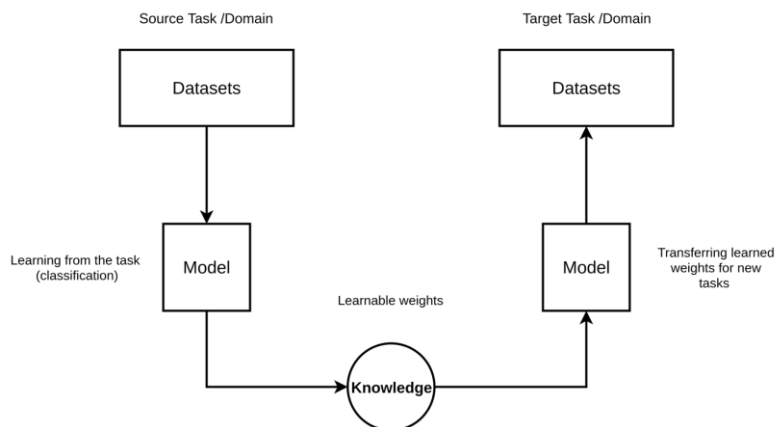 Source Task /Domain
Target Task/Domain
Datasets
Datasets
Learning from the task
(classification)
Model
Model
Transferring learned
weights for new
tasks
Learnable weights
Knowledge